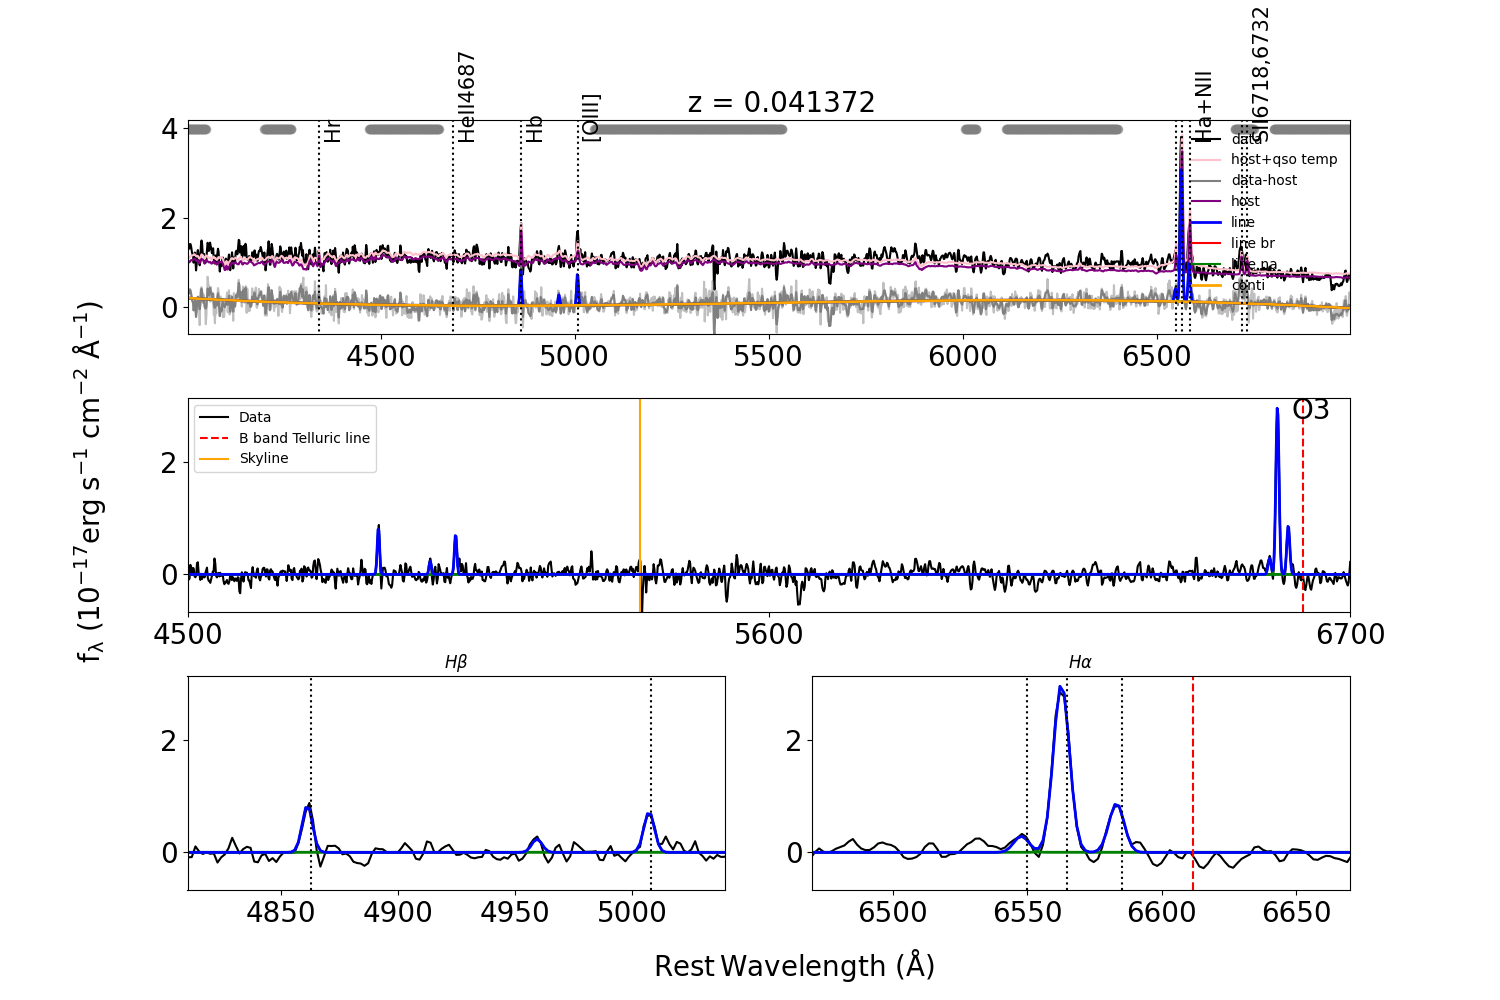 z = 0.041372
Hr
HeII4687
Hb
[OIII]
Ha+NII
SII6718,6732
4
2
0
data
host+qso temp
data-host
host
line
line br
line na
conti
4500
5000
5500
6000
6500
f_λ (10⁻¹⁷erg s⁻¹ cm⁻² Å⁻¹)
2
0
Data
B band Telluric line
Skyline
O3
4500
5600
6700
Hβ
2
0
4850
4900
4950
5000
Hα
2
0
6500
6550
6600
6650
Rest Wavelength (Å)